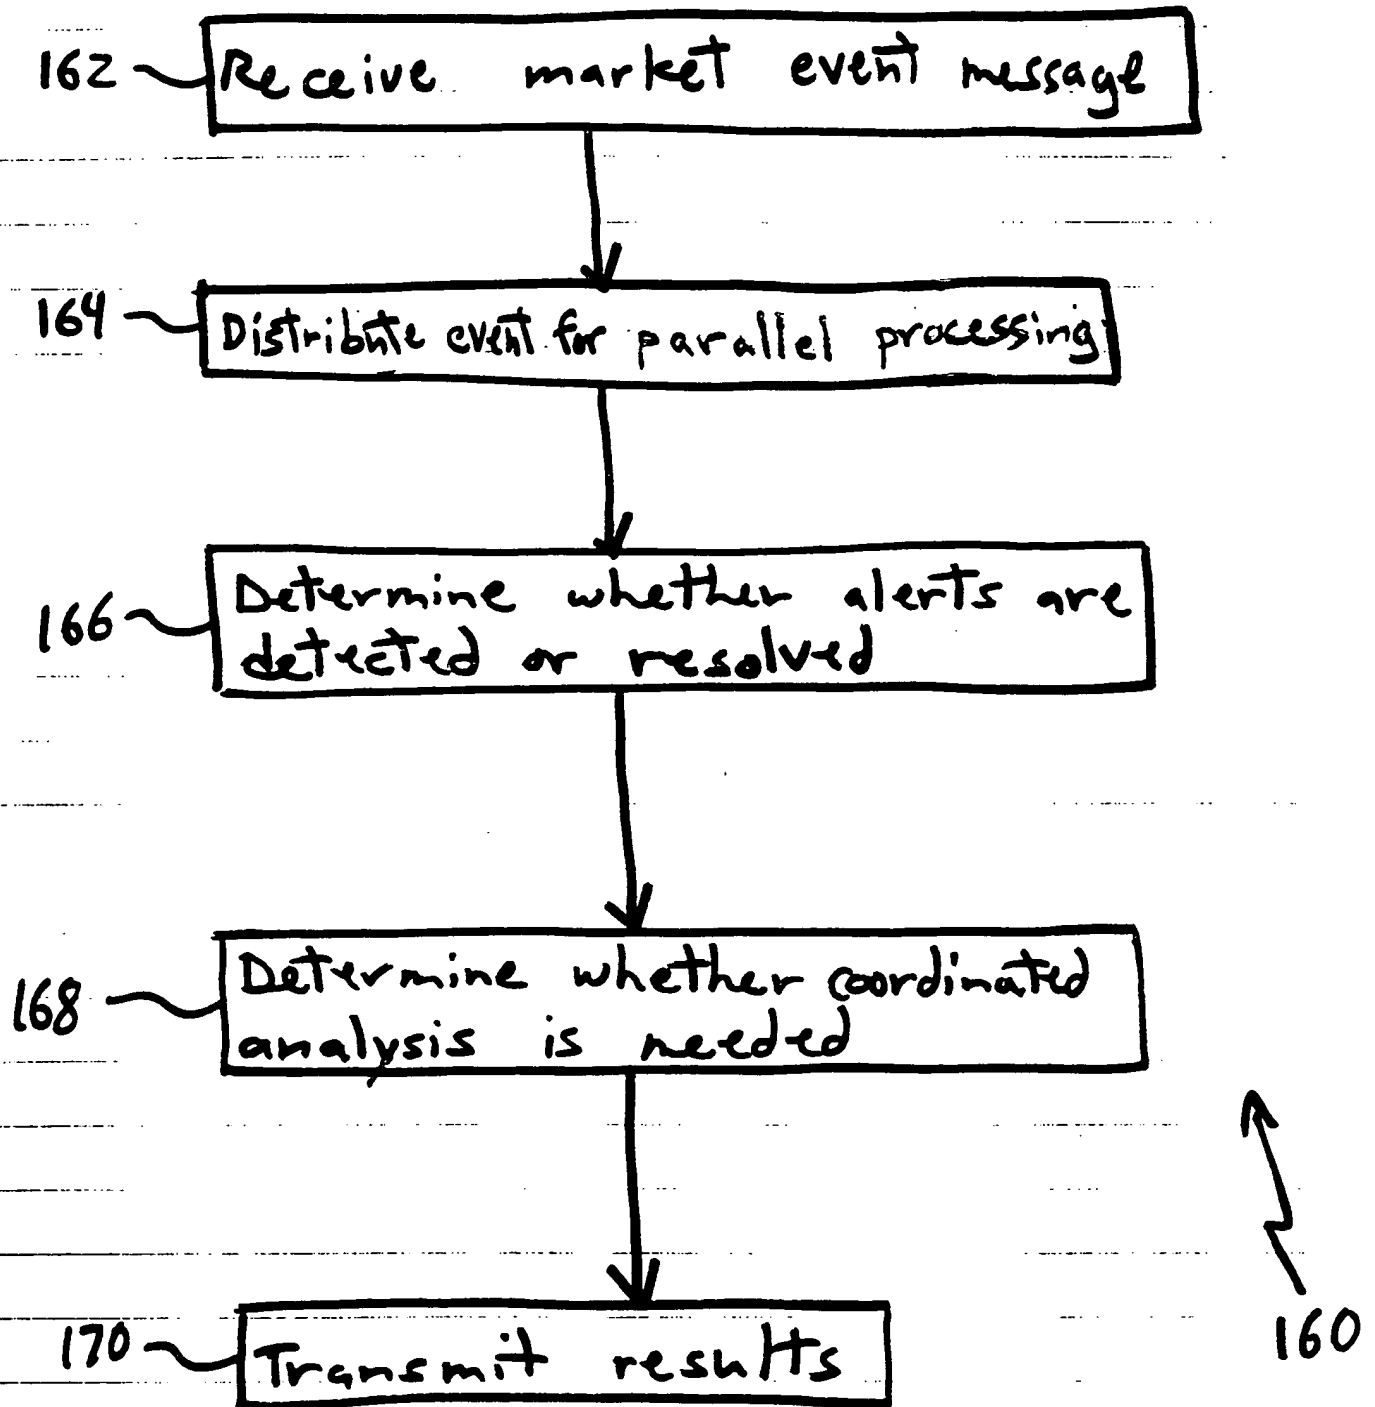 162 Receive market event message
164 Distribute event for parallel processing
166 Determine whether alerts are
detected or resolved
168 Determine whether coordinated
analysis is needed
170 Transmit results
160